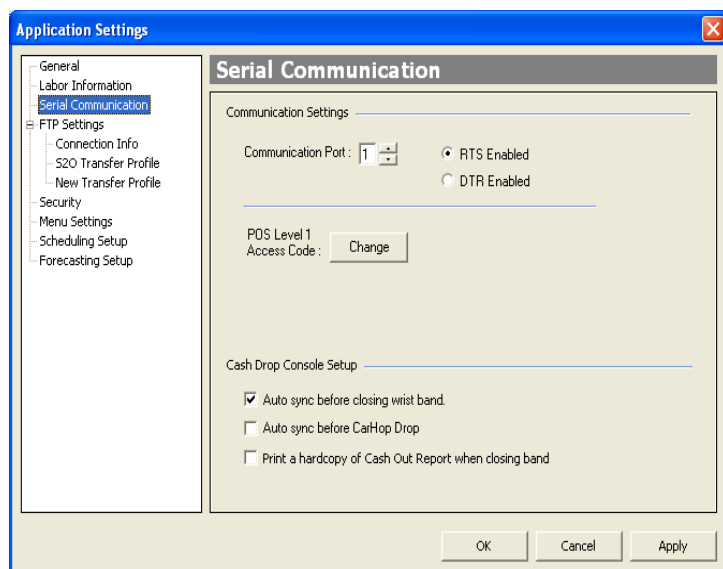 Application Settings
General
Labor Information
Serial Communication
FTP Settings
Connection Info
S2O Transfer Profile
New Transfer Profile
Security
Menu Settings
Scheduling Setup
Forecasting Setup
Serial Communication
Communication Settings
Communication Port : 1
RTS Enabled
DTR Enabled
POS Level 1
Access Code :
Change
Cash Drop Console Setup
Auto sync before closing wrist band.
Auto sync before CarHop Drop
Print a hardcopy of Cash Out Report when closing band
OK
Cancel
Apply